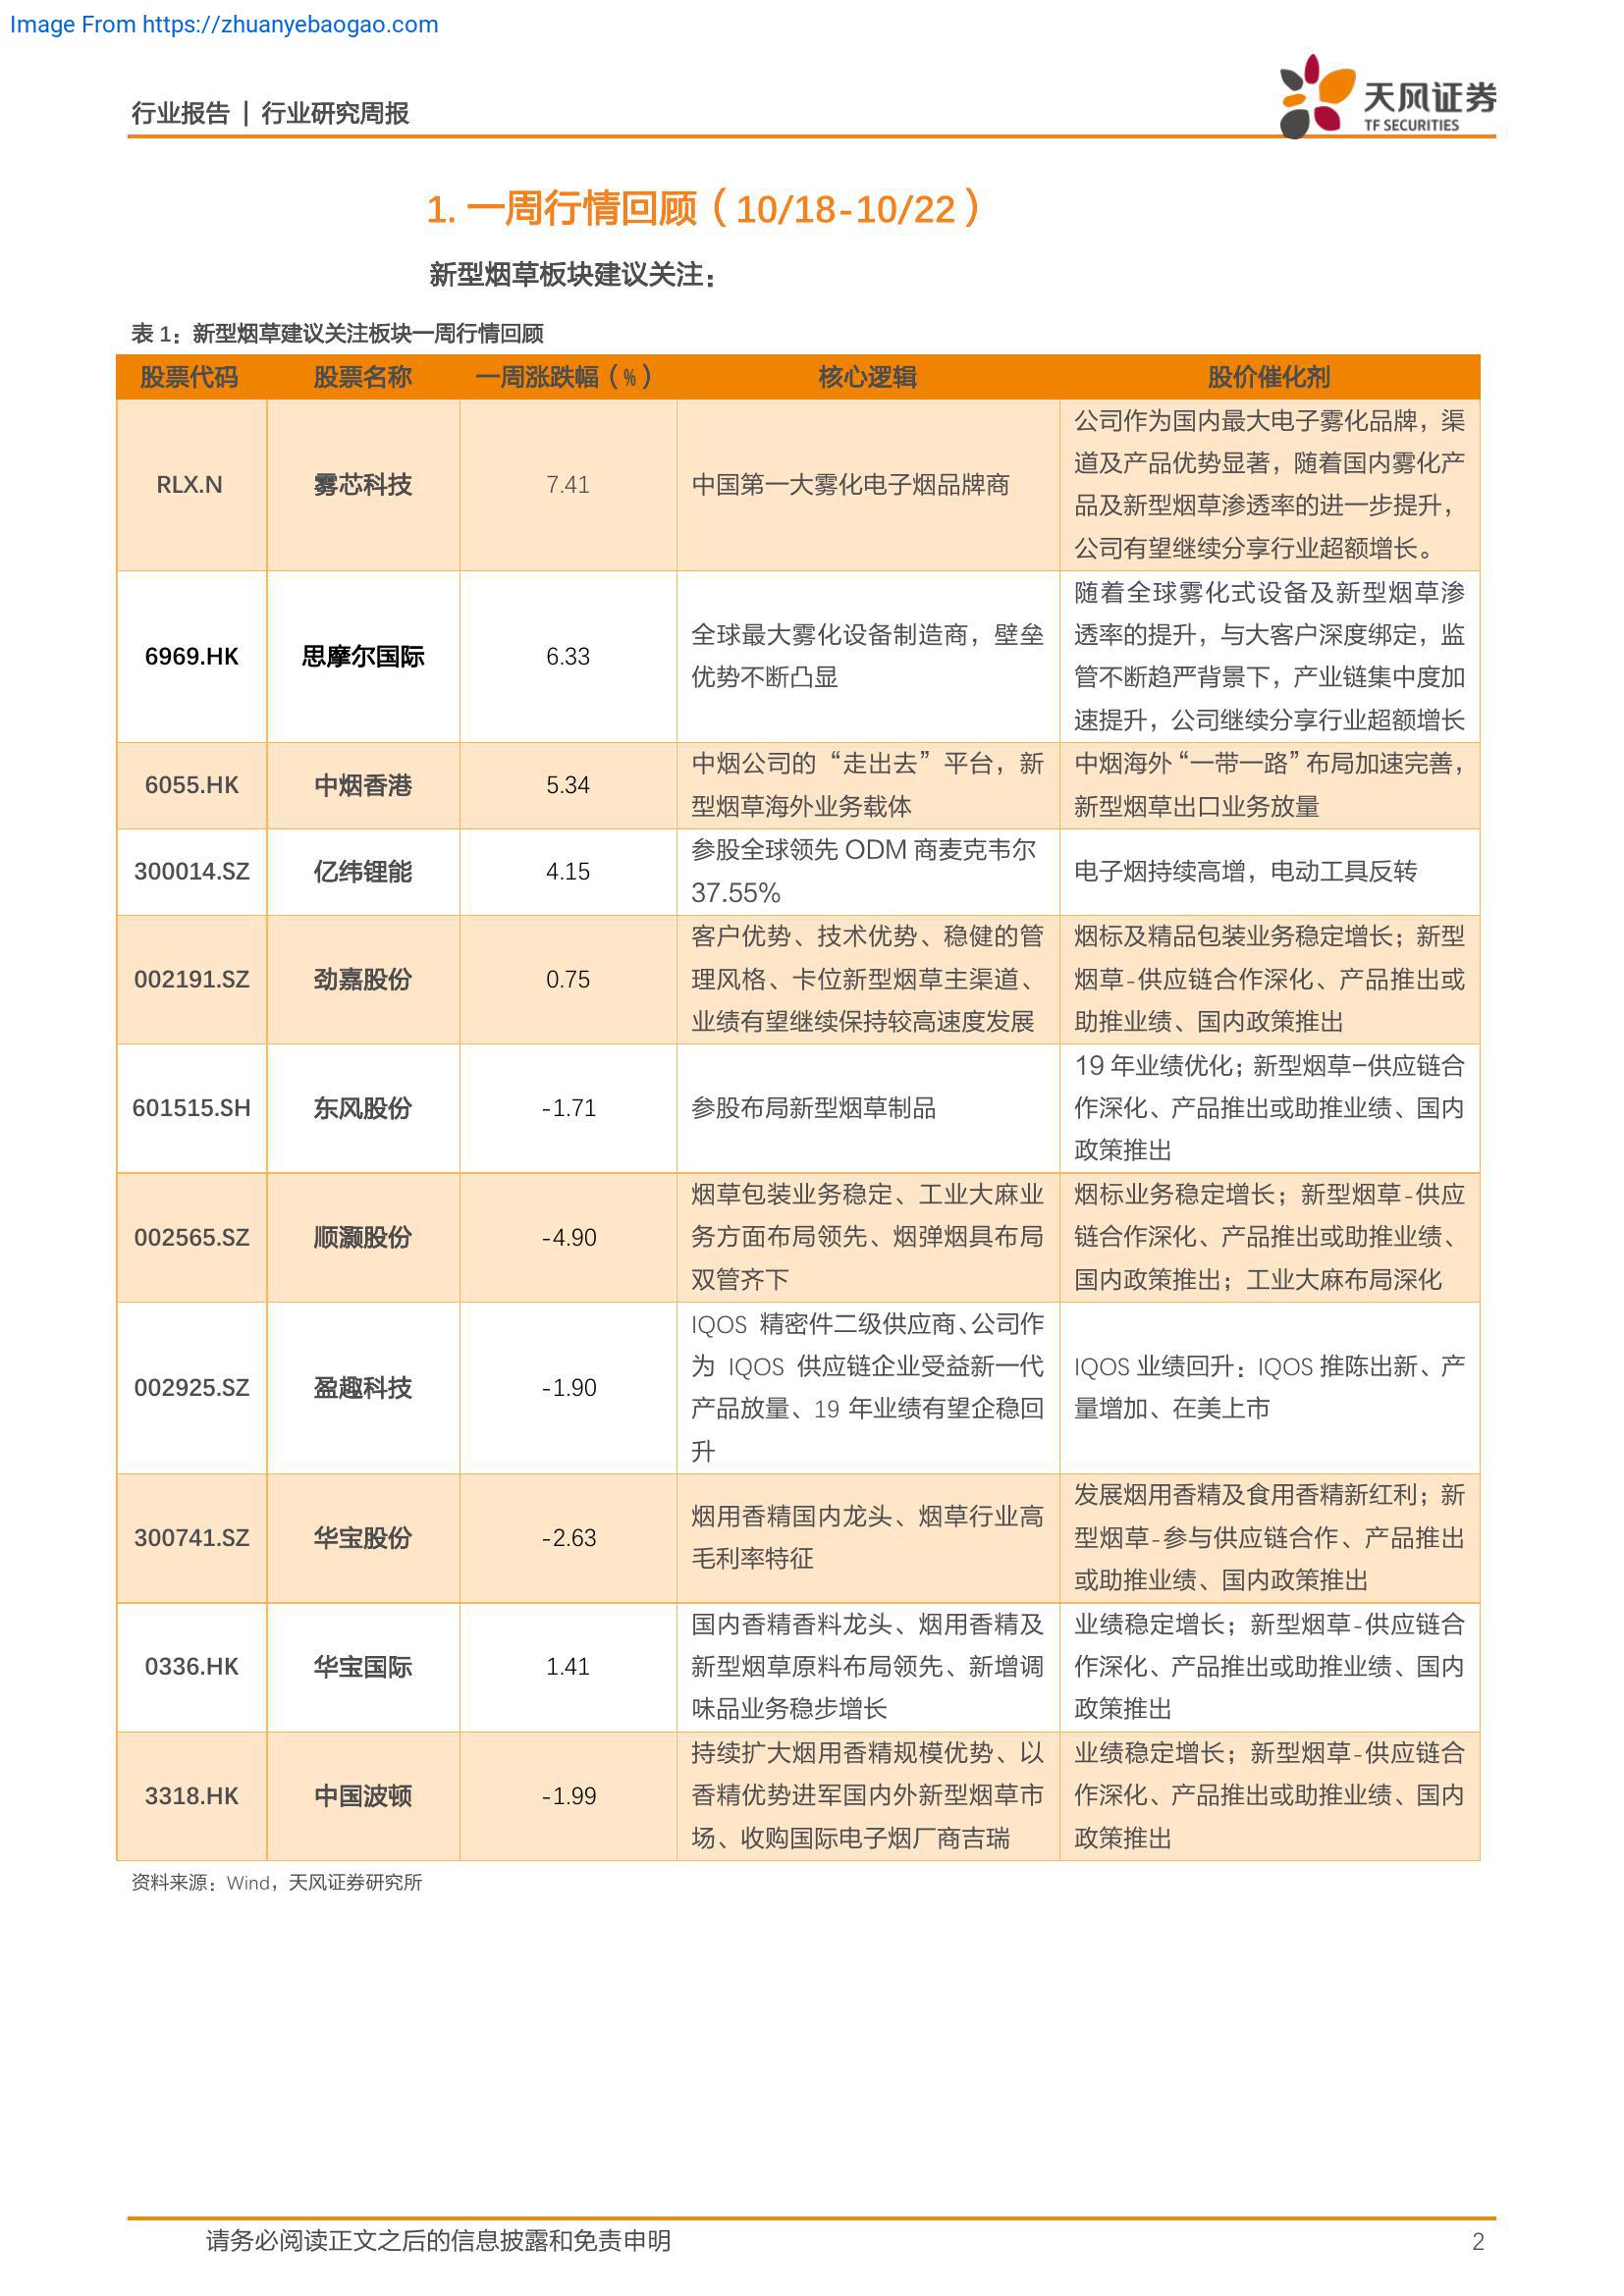 Image From https://zhuanyebaogao.com
行业报告 | 行业研究周报
天风证券
TF SECURITIES
1. 一周行情回顾（10/18-10/22）
新型烟草板块建议关注：
表 1：新型烟草建议关注板块一周行情回顾
股票代码 股票名称 一周涨跌幅（%） 核心逻辑 股价催化剂
RLX.N 雾芯科技 7.41 中国第一大雾化电子烟品牌商
公司作为国内最大电子雾化品牌，渠
道及产品优势显著，随着国内雾化产
品及新型烟草渗透率的进一步提升，
公司有望继续分享行业超额增长。
6969.HK 思摩尔国际 6.33
全球最大雾化设备制造商，壁垒
优势不断凸显
随着全球雾化式设备及新型烟草渗
透率的提升，与大客户深度绑定，监
管不断趋严背景下，产业链集中度加
速提升，公司继续分享行业超额增长
6055.HK 中烟香港 5.34
中烟公司的“走出去”平台，新
型烟草海外业务载体
中烟海外“一带一路”布局加速完善，
新型烟草出口业务放量
300014.SZ 亿纬锂能 4.15
参股全球领先 ODM 商麦克韦尔
37.55%
电子烟持续高增，电动工具反转
002191.SZ 劲嘉股份 0.75
客户优势、技术优势、稳健的管
理风格、卡位新型烟草主渠道、
业绩有望继续保持较高速度发展
烟标及精品包装业务稳定增长；新型
烟草-供应链合作深化、产品推出或
助推业绩、国内政策推出
601515.SH 东风股份 -1.71 参股布局新型烟草制品
19 年业绩优化；新型烟草–供应链合
作深化、产品推出或助推业绩、国内
政策推出
002565.SZ 顺灏股份 -4.90
烟草包装业务稳定、工业大麻业
务方面布局领先、烟弹烟具布局
双管齐下
烟标业务稳定增长；新型烟草-供应
链合作深化、产品推出或助推业绩、
国内政策推出；工业大麻布局深化
002925.SZ 盈趣科技 -1.90
IQOS 精密件二级供应商、公司作
为 IQOS 供应链企业受益新一代
产品放量、19 年业绩有望企稳回
升
IQOS 业绩回升：IQOS 推陈出新、产
量增加、在美上市
300741.SZ 华宝股份 -2.63
烟用香精国内龙头、烟草行业高
毛利率特征
发展烟用香精及食用香精新红利；新
型烟草-参与供应链合作、产品推出
或助推业绩、国内政策推出
0336.HK 华宝国际 1.41
国内香精香料龙头、烟用香精及
新型烟草原料布局领先、新增调
味品业务稳步增长
业绩稳定增长；新型烟草-供应链合
作深化、产品推出或助推业绩、国内
政策推出
3318.HK 中国波顿 -1.99
持续扩大烟用香精规模优势、以
香精优势进军国内外新型烟草市
场、收购国际电子烟厂商吉瑞
业绩稳定增长；新型烟草-供应链合
作深化、产品推出或助推业绩、国内
政策推出
资料来源：Wind，天风证券研究所
请务必阅读正文之后的信息披露和免责申明 2